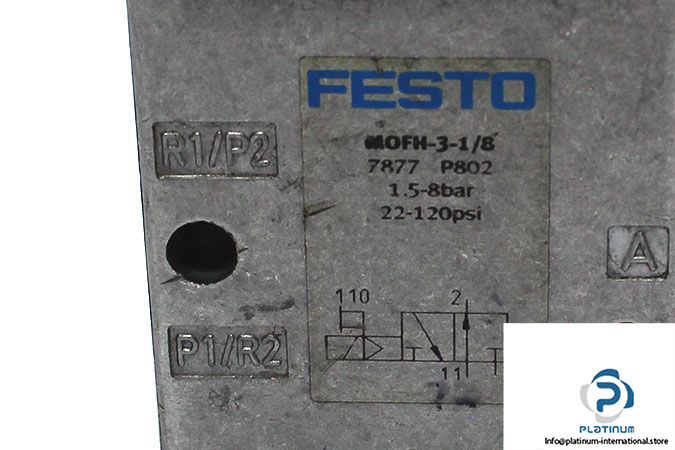 FESTO
R1/P2
MOFH-3-1/8
7877 P802
1.5-8bar
22-120psi
A
110
2
P1/R2
11
PLATINUM
Info@platinum-international.store